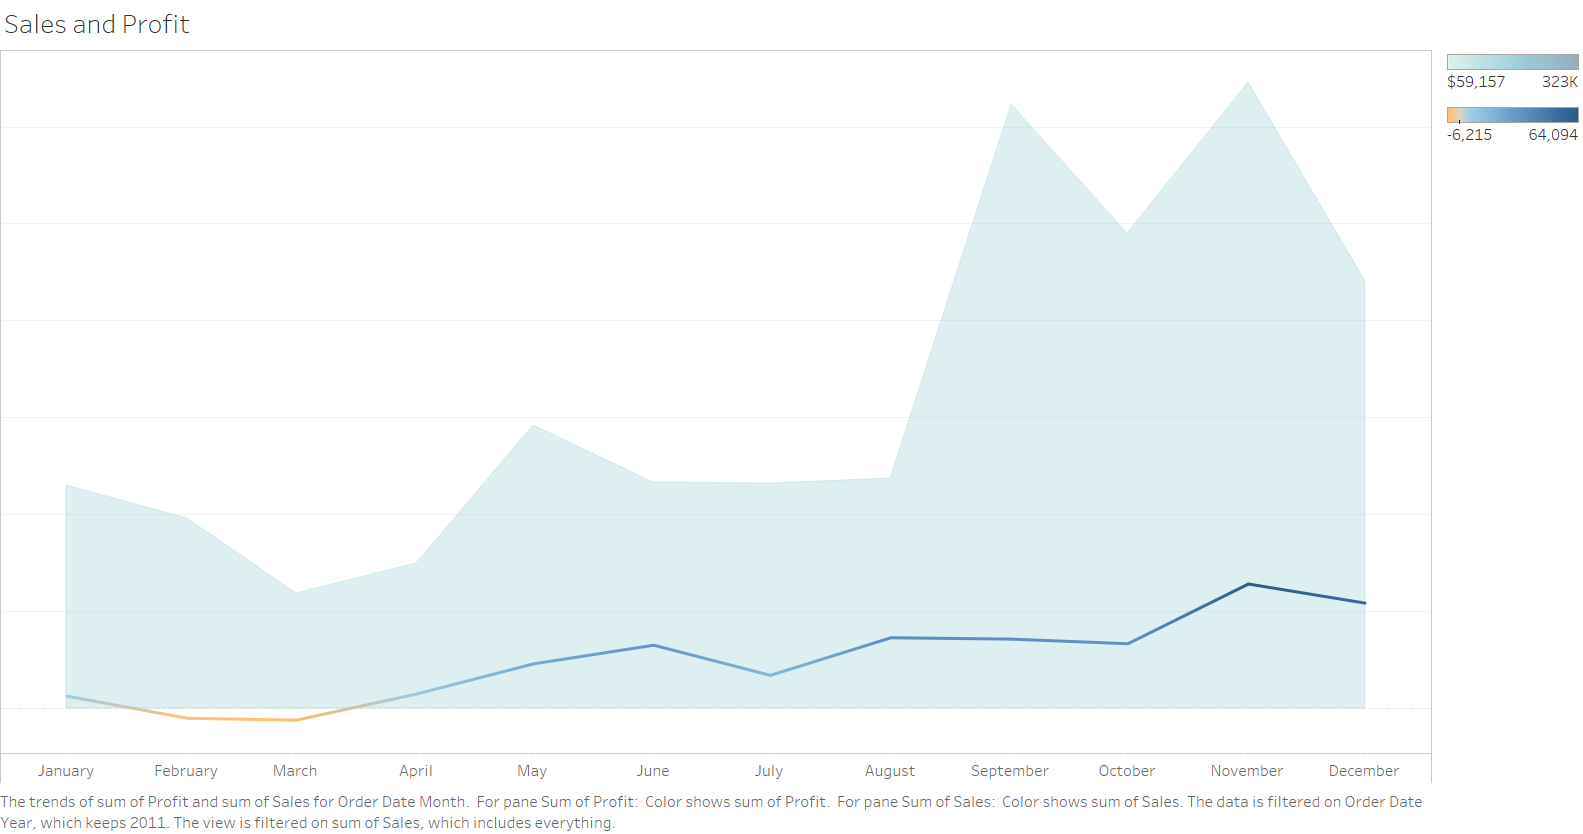 Sales and Profit
$59,157 323K
-6,215 64,094
January February March April May June July August September October November December
The trends of sum of Profit and sum of Sales for Order Date Month.  For pane Sum of Profit:  Color shows sum of Profit.  For pane Sum of Sales:  Color shows sum of Sales. The data is filtered on Order Date
Year, which keeps 2011. The view is filtered on sum of Sales, which includes everything.